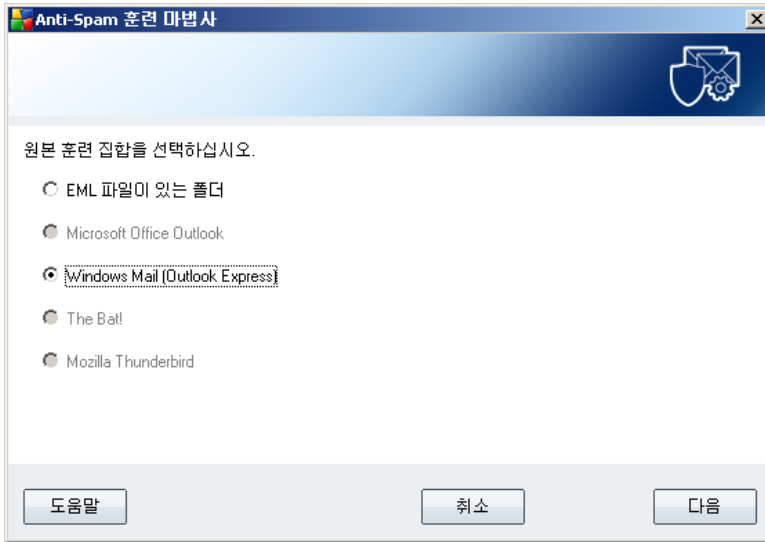 Anti-Spam 훈련 마법사
원본 훈련 집합을 선택하십시오.
EML 파일이 있는 폴더
Microsoft Office Outlook
Windows Mail (Outlook Express)
The Bat!
Mozilla Thunderbird
도움말 취소 다음